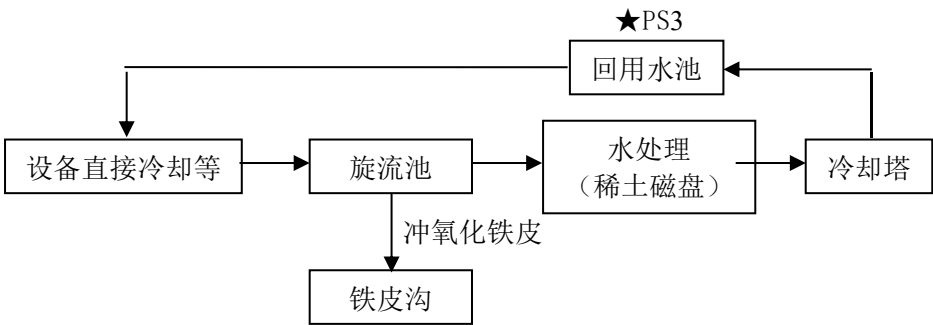 ★PS3
回用水池
设备直接冷却等
旋流池
水处理
（稀土磁盘）
冷却塔
冲氧化铁皮
铁皮沟